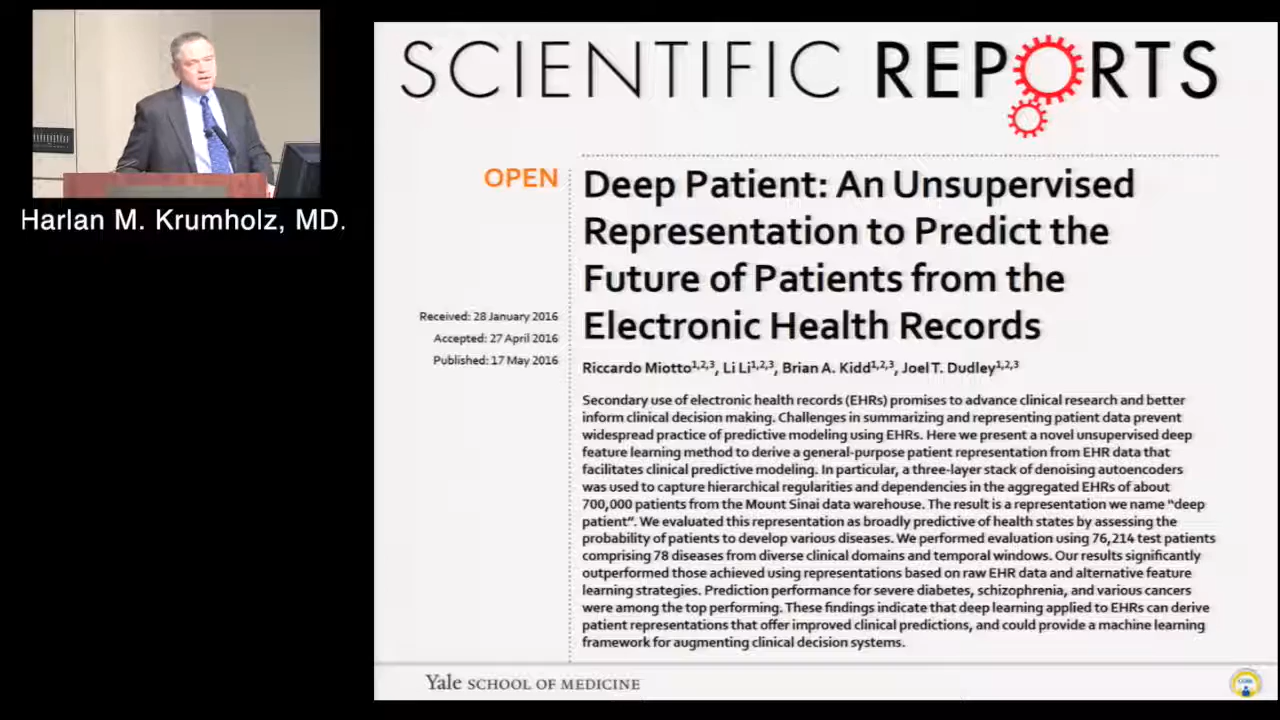 Harlan M. Krumholz, MD.
SCIENTIFIC REPORTS
OPEN
Deep Patient: An Unsupervised
Representation to Predict the
Future of Patients from the
Electronic Health Records
Received: 28 January 2016
Accepted: 27 April 2016
Published: 17 May 2016
Riccardo Miotto1,2,3, Li Li1,2,3, Brian A. Kidd1,2,3, Joel T. Dudley1,2,3
Secondary use of electronic health records (EHRs) promises to advance clinical research and better
inform clinical decision making. Challenges in summarizing and representing patient data prevent
widespread practice of predictive modeling using EHRs. Here we present a novel unsupervised deep
feature learning method to derive a general-purpose patient representation from EHR data that
facilitates clinical predictive modeling. In particular, a three-layer stack of denoising autoencoders
was used to capture hierarchical regularities and dependencies in the aggregated EHRs of about
700,000 patients from the Mount Sinai data warehouse. The result is a representation we name “deep
patient”. We evaluated this representation as broadly predictive of health states by assessing the
probability of patients to develop various diseases. We performed evaluation using 76,214 test patients
comprising 78 diseases from diverse clinical domains and temporal windows. Our results significantly
outperformed those achieved using representations based on raw EHR data and alternative feature
learning strategies. Prediction performance for severe diabetes, schizophrenia, and various cancers
were among the top performing. These findings indicate that deep learning applied to EHRs can derive
patient representations that offer improved clinical predictions, and could provide a machine learning
framework for augmenting clinical decision systems.
Yale SCHOOL OF MEDICINE